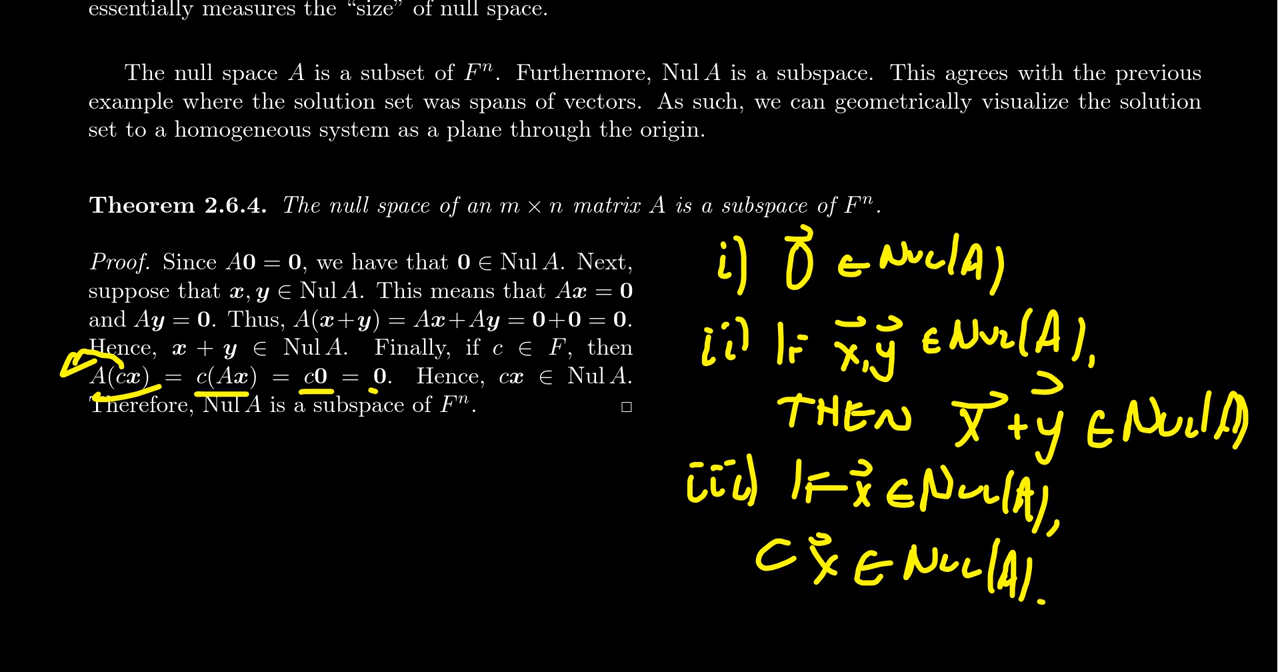 essentially measures the “size” of null space.
The null space A is a subset of Fⁿ. Furthermore, Nul A is a subspace. This agrees with the previous
example where the solution set was spans of vectors. As such, we can geometrically visualize the solution
set to a homogeneous system as a plane through the origin.
Theorem 2.6.4. The null space of an m × n matrix A is a subspace of Fⁿ.
Proof. Since A0 = 0, we have that 0 ∈ Nul A. Next,
suppose that x, y ∈ Nul A. This means that Ax = 0
and Ay = 0. Thus, A(x+y) = Ax+Ay = 0+0 = 0.
Hence, x + y ∈ Nul A. Finally, if c ∈ F, then
A(cx) = c(Ax) = c0 = 0. Hence, cx ∈ Nul A.
Therefore, Nul A is a subspace of Fⁿ. □
i) 0⃗ ∈ Nul(A)
ii) IF x⃗, y⃗ ∈ Nul(A),
THEN x⃗ + y⃗ ∈ Nul(A)
iii) IF x⃗ ∈ Nul(A),
c x⃗ ∈ Nul(A).